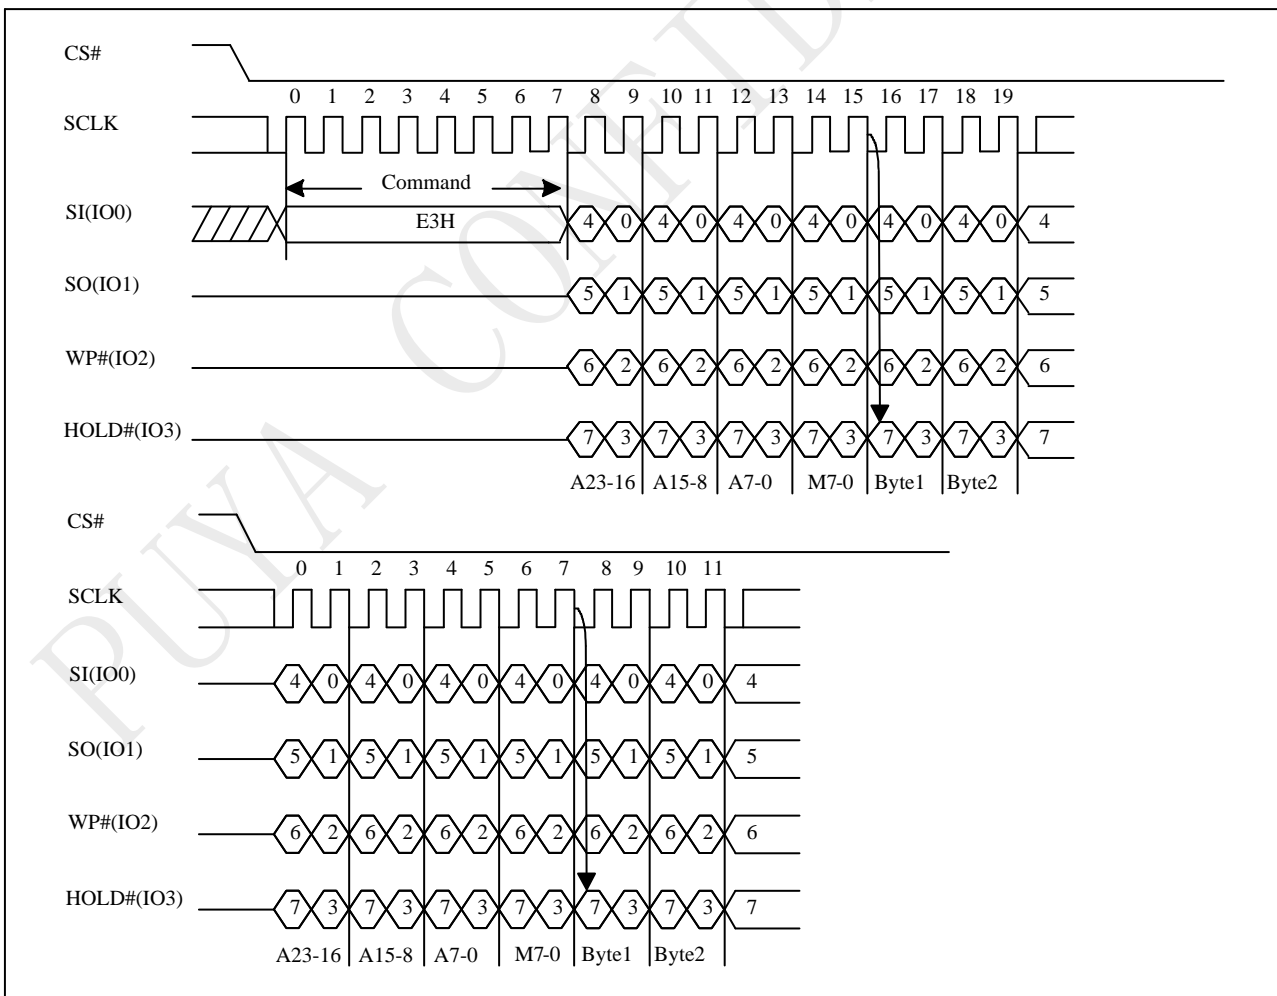 PUYA CONFID
CS#
0 1 2 3 4 5 6 7 8 9 10 11 12 13 14 15 16 17 18 19
SCLK
Command
SI(IO0) E3H 4 0 4 0 4 0 4 0 4 0 4 0 4
SO(IO1) 5 1 5 1 5 1 5 1 5 1 5 1 5
WP#(IO2) 6 2 6 2 6 2 6 2 6 2 6 2 6
HOLD#(IO3) 7 3 7 3 7 3 7 3 7 3 7 3 7
A23-16 A15-8 A7-0 M7-0 Byte1 Byte2
CS#
0 1 2 3 4 5 6 7 8 9 10 11
SCLK
SI(IO0) 4 0 4 0 4 0 4 0 4 0 4 0 4
SO(IO1) 5 1 5 1 5 1 5 1 5 1 5 1 5
WP#(IO2) 6 2 6 2 6 2 6 2 6 2 6 2 6
HOLD#(IO3) 7 3 7 3 7 3 7 3 7 3 7 3 7
A23-16 A15-8 A7-0 M7-0 Byte1 Byte2